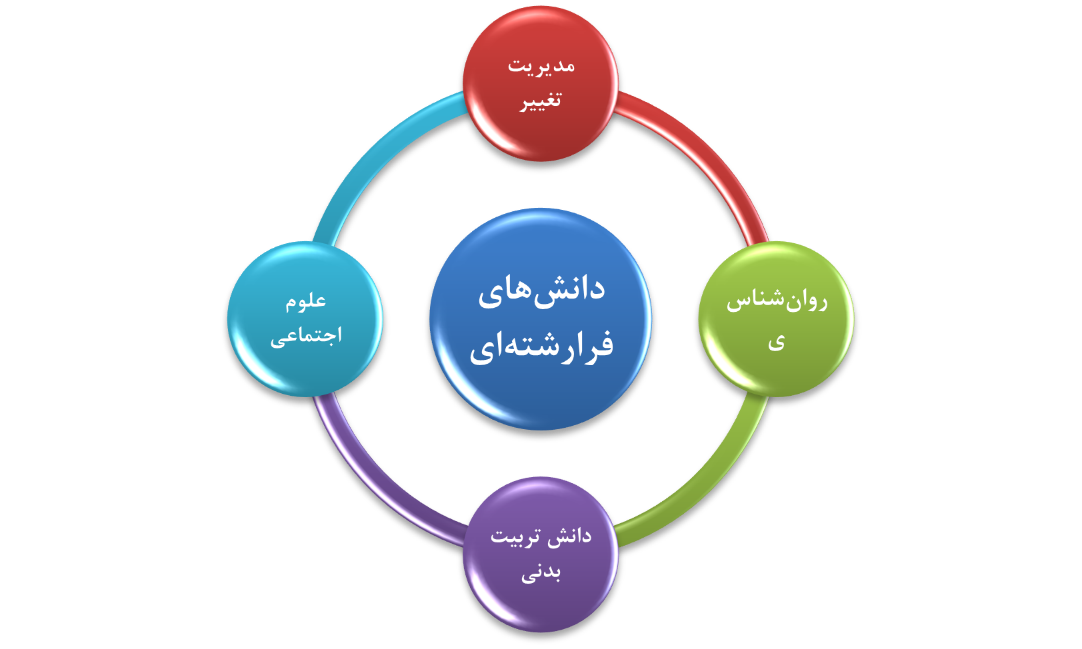 مدیریت
تغییر
دانش‌های
فرارشته‌ای
روان‌شناس
ی
علوم
اجتماعی
دانش تربیت
بدنی